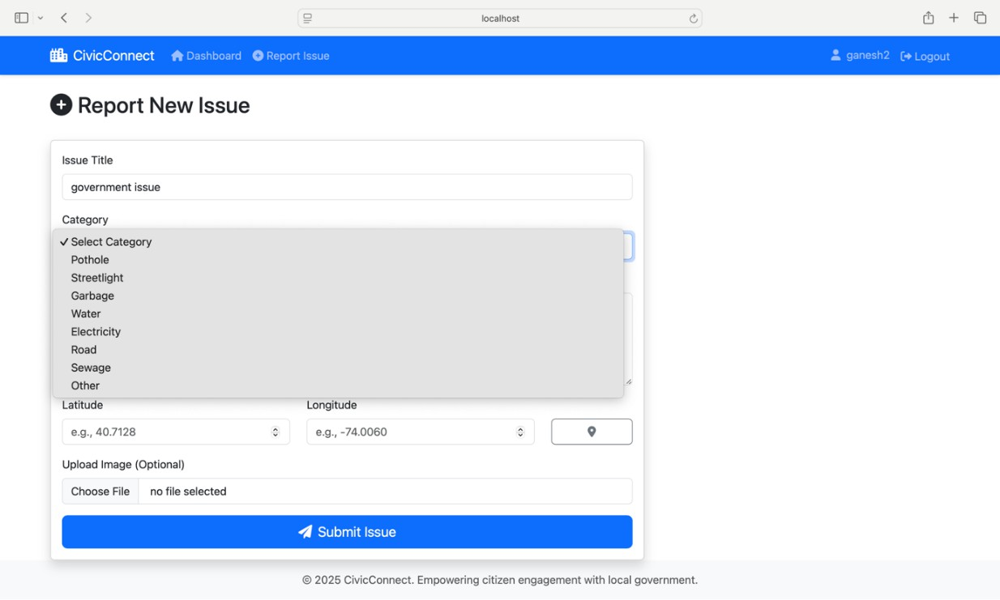 localhost
CivicConnect Dashboard Report Issue ganesh2 Logout
Report New Issue
Issue Title
government issue
Category
✓ Select Category
Pothole
Streetlight
Garbage
Water
Electricity
Road
Sewage
Other
Latitude Longitude
e.g., 40.7128 e.g., -74.0060
Upload Image (Optional)
Choose File no file selected
Submit Issue
© 2025 CivicConnect. Empowering citizen engagement with local government.